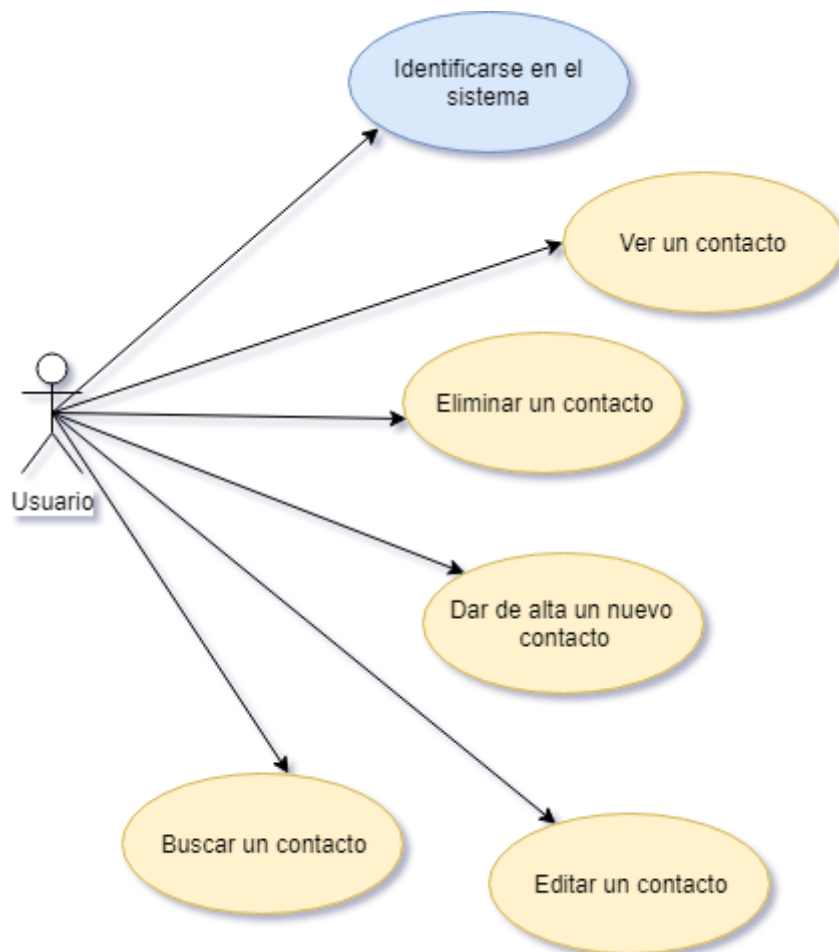 Identificarse en el
sistema
Ver un contacto
Eliminar un contacto
Usuario
Dar de alta un nuevo
contacto
Buscar un contacto
Editar un contacto